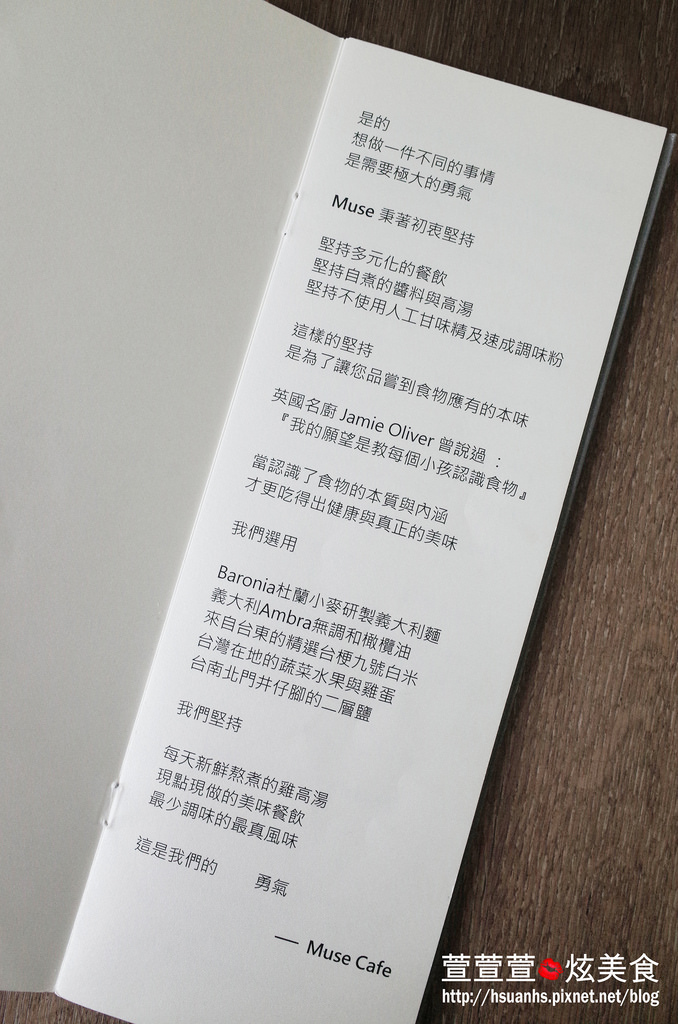 是的
想做一件不同的事情
是需要極大的勇氣
Muse 秉著初衷堅持
堅持多元化的餐飲
堅持自煮的醬料與高湯
堅持不使用人工甘味精及速成調味粉
這樣的堅持
是為了讓您品嘗到食物應有的本味
英國名廚 Jamie Oliver 曾說過 ：
『我的願望是教每個小孩認識食物』
當認識了食物的本質與內涵
才更吃得出健康與真正的美味
我們選用
Baronia杜蘭小麥研製義大利麵
義大利Ambra無調和橄欖油
來自台東的精選台梗九號白米
台灣在地的蔬菜水果與雞蛋
台南北門井仔腳的二層鹽
我們堅持
每天新鮮熬煮的雞高湯
現點現做的美味餐飲
最少調味的最真風味
這是我們的 勇氣
— Muse Cafe
萱萱萱炫美食
http://hsuanhs.pixnet.net/blog